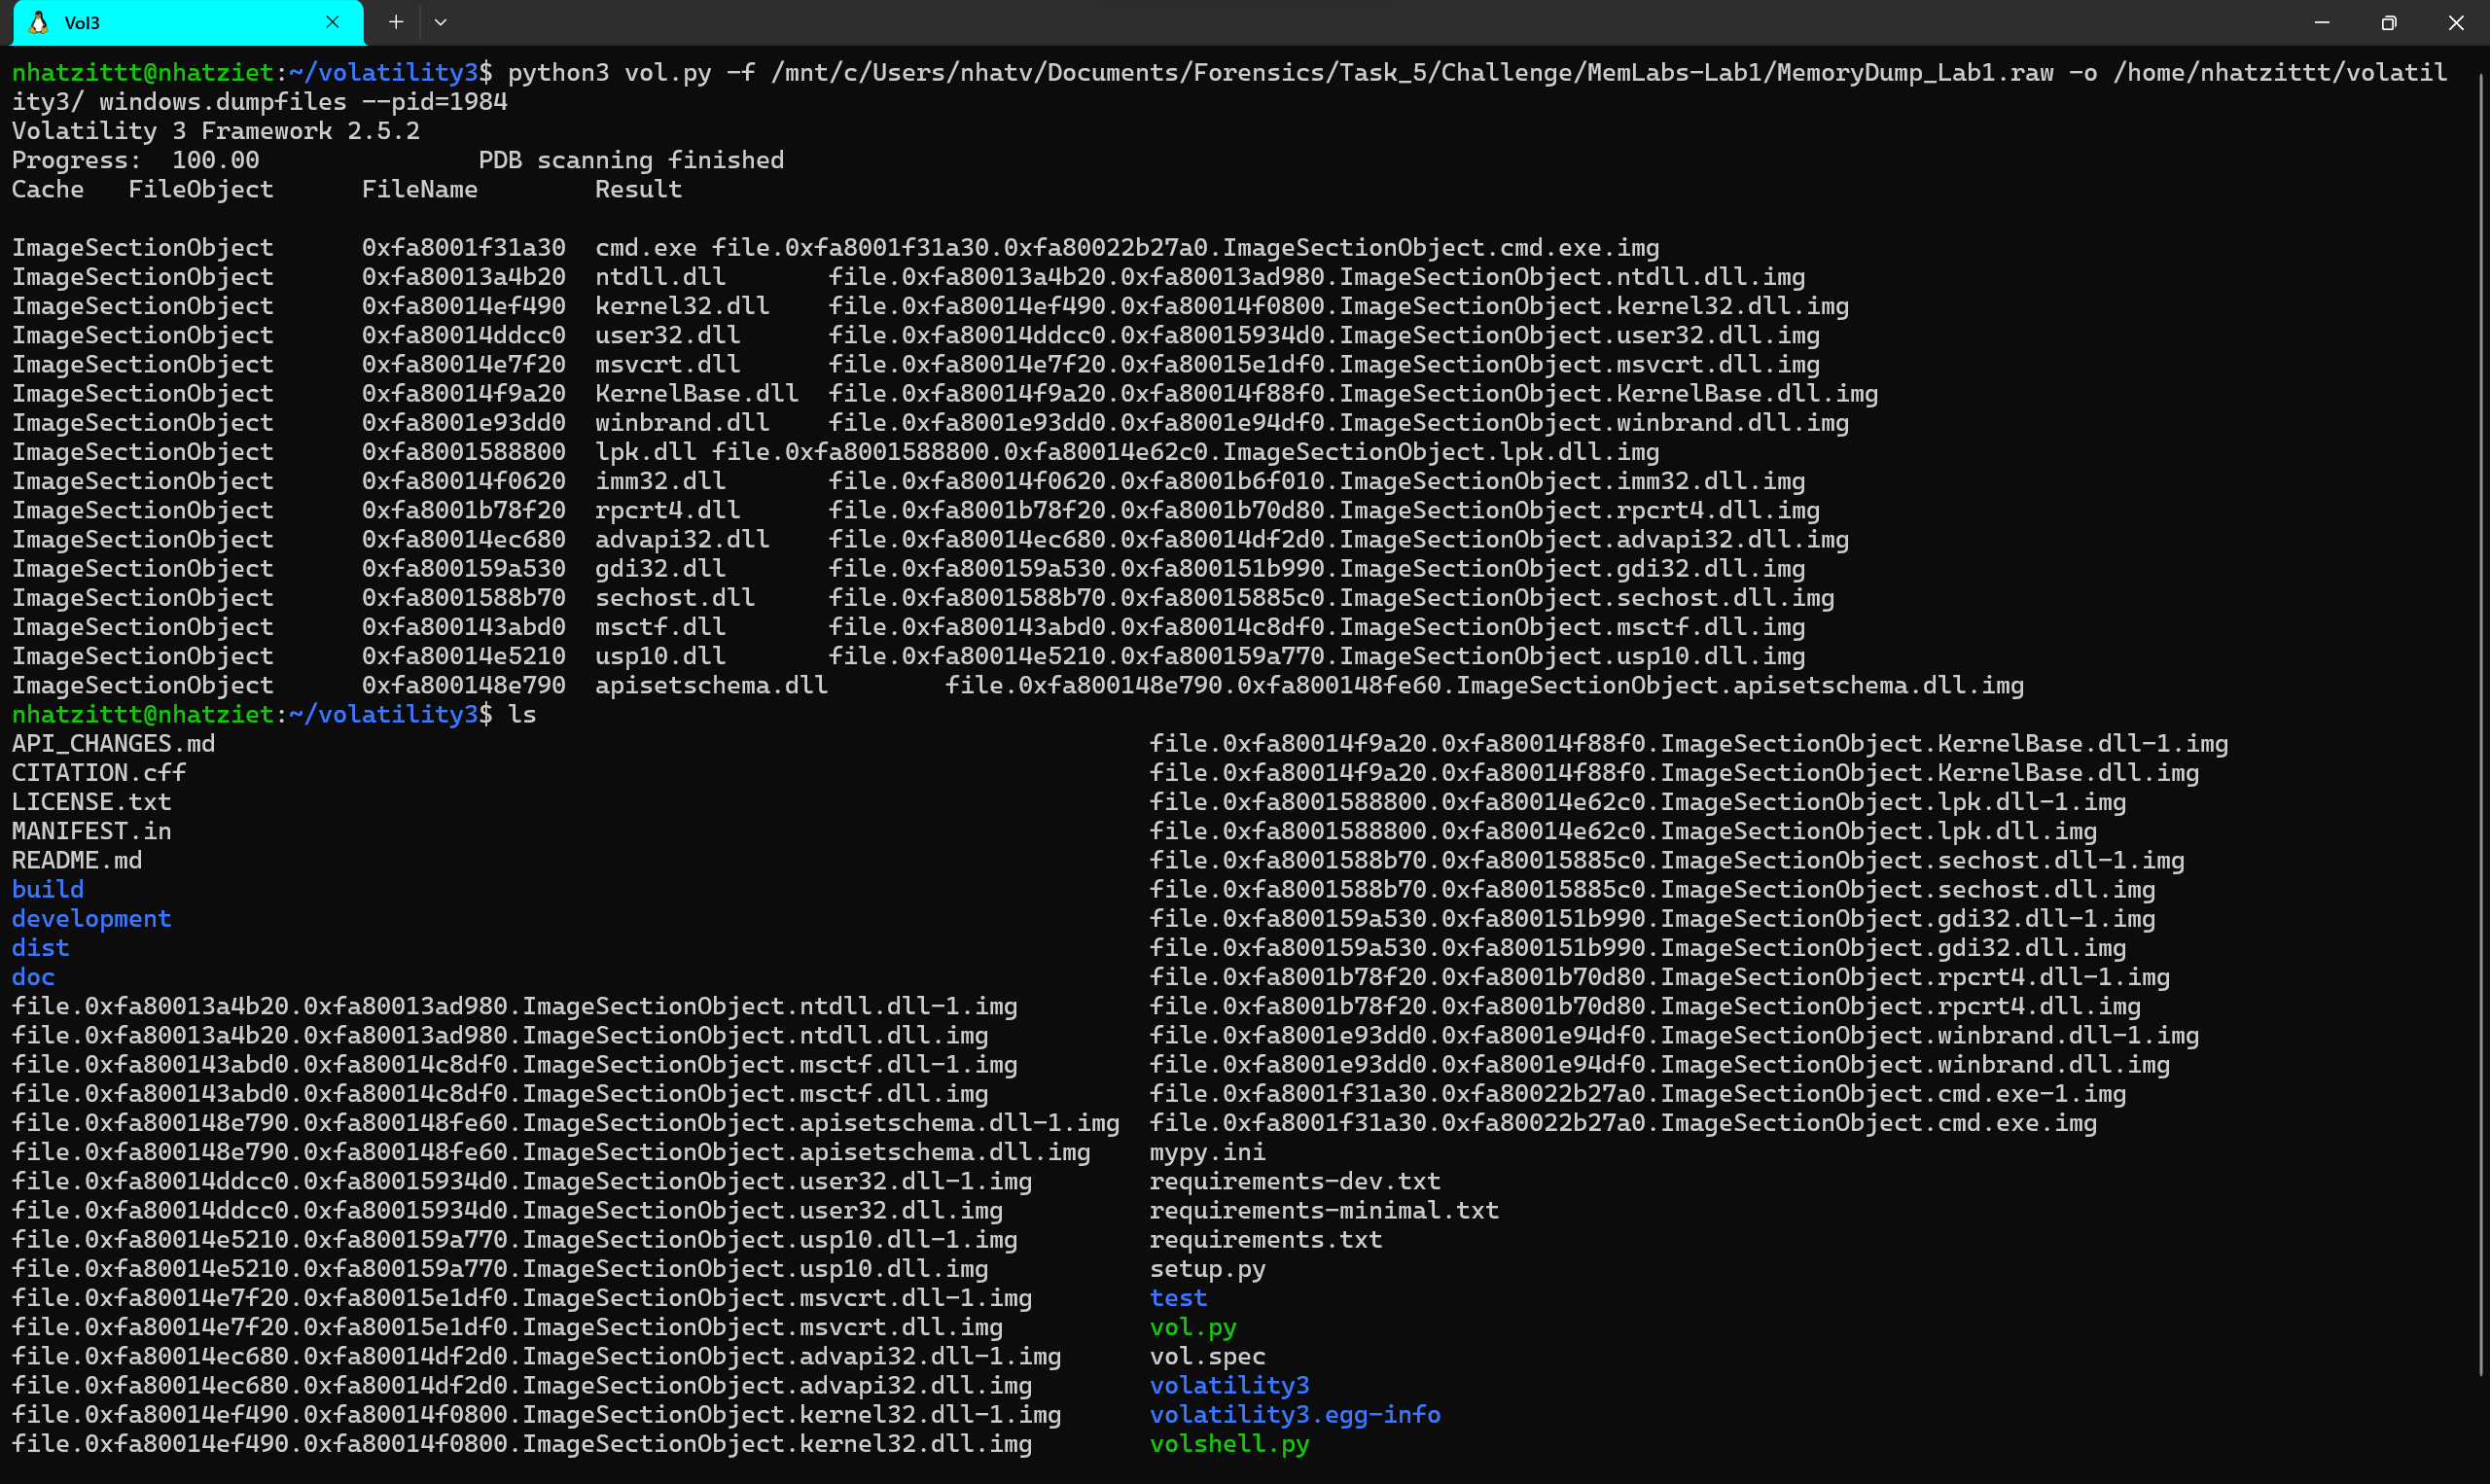 Vol3
nhatzittt@nhatziet:~/volatility3$ python3 vol.py -f /mnt/c/Users/nhatv/Documents/Forensics/Task_5/Challenge/MemLabs-Lab1/MemoryDump_Lab1.raw -o /home/nhatzittt/volatil
ity3/ windows.dumpfiles --pid=1984
Volatility 3 Framework 2.5.2
Progress:  100.00               PDB scanning finished
Cache   FileObject      FileName        Result
ImageSectionObject      0xfa8001f31a30  cmd.exe file.0xfa8001f31a30.0xfa80022b27a0.ImageSectionObject.cmd.exe.img
ImageSectionObject      0xfa80013a4b20  ntdll.dll       file.0xfa80013a4b20.0xfa80013ad980.ImageSectionObject.ntdll.dll.img
ImageSectionObject      0xfa80014ef490  kernel32.dll    file.0xfa80014ef490.0xfa80014f0800.ImageSectionObject.kernel32.dll.img
ImageSectionObject      0xfa80014ddcc0  user32.dll      file.0xfa80014ddcc0.0xfa80015934d0.ImageSectionObject.user32.dll.img
ImageSectionObject      0xfa80014e7f20  msvcrt.dll      file.0xfa80014e7f20.0xfa80015e1df0.ImageSectionObject.msvcrt.dll.img
ImageSectionObject      0xfa80014f9a20  KernelBase.dll  file.0xfa80014f9a20.0xfa80014f88f0.ImageSectionObject.KernelBase.dll.img
ImageSectionObject      0xfa8001e93dd0  winbrand.dll    file.0xfa8001e93dd0.0xfa8001e94df0.ImageSectionObject.winbrand.dll.img
ImageSectionObject      0xfa8001588800  lpk.dll file.0xfa8001588800.0xfa80014e62c0.ImageSectionObject.lpk.dll.img
ImageSectionObject      0xfa80014f0620  imm32.dll       file.0xfa80014f0620.0xfa8001b6f010.ImageSectionObject.imm32.dll.img
ImageSectionObject      0xfa8001b78f20  rpcrt4.dll      file.0xfa8001b78f20.0xfa8001b70d80.ImageSectionObject.rpcrt4.dll.img
ImageSectionObject      0xfa80014ec680  advapi32.dll    file.0xfa80014ec680.0xfa80014df2d0.ImageSectionObject.advapi32.dll.img
ImageSectionObject      0xfa800159a530  gdi32.dll       file.0xfa800159a530.0xfa800151b990.ImageSectionObject.gdi32.dll.img
ImageSectionObject      0xfa8001588b70  sechost.dll     file.0xfa8001588b70.0xfa80015885c0.ImageSectionObject.sechost.dll.img
ImageSectionObject      0xfa800143abd0  msctf.dll       file.0xfa800143abd0.0xfa80014c8df0.ImageSectionObject.msctf.dll.img
ImageSectionObject      0xfa80014e5210  usp10.dll       file.0xfa80014e5210.0xfa800159a770.ImageSectionObject.usp10.dll.img
ImageSectionObject      0xfa800148e790  apisetschema.dll        file.0xfa800148e790.0xfa800148fe60.ImageSectionObject.apisetschema.dll.img
nhatzittt@nhatziet:~/volatility3$ ls
API_CHANGES.md    file.0xfa80014f9a20.0xfa80014f88f0.ImageSectionObject.KernelBase.dll-1.img
CITATION.cff    file.0xfa80014f9a20.0xfa80014f88f0.ImageSectionObject.KernelBase.dll.img
LICENSE.txt    file.0xfa8001588800.0xfa80014e62c0.ImageSectionObject.lpk.dll-1.img
MANIFEST.in    file.0xfa8001588800.0xfa80014e62c0.ImageSectionObject.lpk.dll.img
README.md    file.0xfa8001588b70.0xfa80015885c0.ImageSectionObject.sechost.dll-1.img
build    file.0xfa8001588b70.0xfa80015885c0.ImageSectionObject.sechost.dll.img
development    file.0xfa800159a530.0xfa800151b990.ImageSectionObject.gdi32.dll-1.img
dist    file.0xfa800159a530.0xfa800151b990.ImageSectionObject.gdi32.dll.img
doc    file.0xfa8001b78f20.0xfa8001b70d80.ImageSectionObject.rpcrt4.dll-1.img
file.0xfa80013a4b20.0xfa80013ad980.ImageSectionObject.ntdll.dll-1.img    file.0xfa8001b78f20.0xfa8001b70d80.ImageSectionObject.rpcrt4.dll.img
file.0xfa80013a4b20.0xfa80013ad980.ImageSectionObject.ntdll.dll.img    file.0xfa8001e93dd0.0xfa8001e94df0.ImageSectionObject.winbrand.dll-1.img
file.0xfa800143abd0.0xfa80014c8df0.ImageSectionObject.msctf.dll-1.img    file.0xfa8001e93dd0.0xfa8001e94df0.ImageSectionObject.winbrand.dll.img
file.0xfa800143abd0.0xfa80014c8df0.ImageSectionObject.msctf.dll.img    file.0xfa8001f31a30.0xfa80022b27a0.ImageSectionObject.cmd.exe-1.img
file.0xfa800148e790.0xfa800148fe60.ImageSectionObject.apisetschema.dll-1.img    file.0xfa8001f31a30.0xfa80022b27a0.ImageSectionObject.cmd.exe.img
file.0xfa800148e790.0xfa800148fe60.ImageSectionObject.apisetschema.dll.img    mypy.ini
file.0xfa80014ddcc0.0xfa80015934d0.ImageSectionObject.user32.dll-1.img    requirements-dev.txt
file.0xfa80014ddcc0.0xfa80015934d0.ImageSectionObject.user32.dll.img    requirements-minimal.txt
file.0xfa80014e5210.0xfa800159a770.ImageSectionObject.usp10.dll-1.img    requirements.txt
file.0xfa80014e5210.0xfa800159a770.ImageSectionObject.usp10.dll.img    setup.py
file.0xfa80014e7f20.0xfa80015e1df0.ImageSectionObject.msvcrt.dll-1.img    test
file.0xfa80014e7f20.0xfa80015e1df0.ImageSectionObject.msvcrt.dll.img    vol.py
file.0xfa80014ec680.0xfa80014df2d0.ImageSectionObject.advapi32.dll-1.img    vol.spec
file.0xfa80014ec680.0xfa80014df2d0.ImageSectionObject.advapi32.dll.img    volatility3
file.0xfa80014ef490.0xfa80014f0800.ImageSectionObject.kernel32.dll-1.img    volatility3.egg-info
file.0xfa80014ef490.0xfa80014f0800.ImageSectionObject.kernel32.dll.img    volshell.py